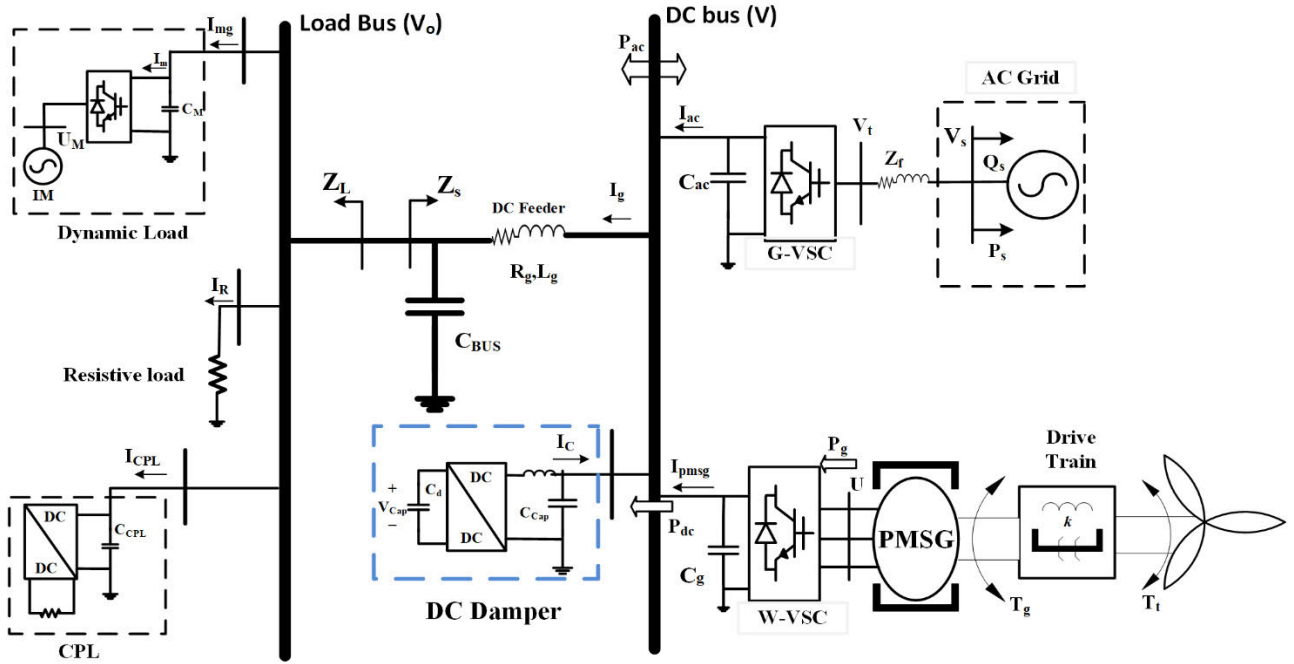 Load Bus (Vo)
DC bus (V)
Img
Im
CM
UM
IM
Dynamic Load
Pac
AC Grid
Iac
Vt
Zf
Vs
Qs
Ps
Cac
G-VSC
ZL
Zs
DC Feeder
Ig
Rg,Lg
CBUS
IR
Resistive load
ICPL
DC
DC
CCPL
CPL
IC
+
VCap
−
Cd
DC
DC
CCap
DC Damper
Ipmsg
Pdc
Pg
U
Cg
W-VSC
PMSG
Drive
Train
k
Tg
Tt